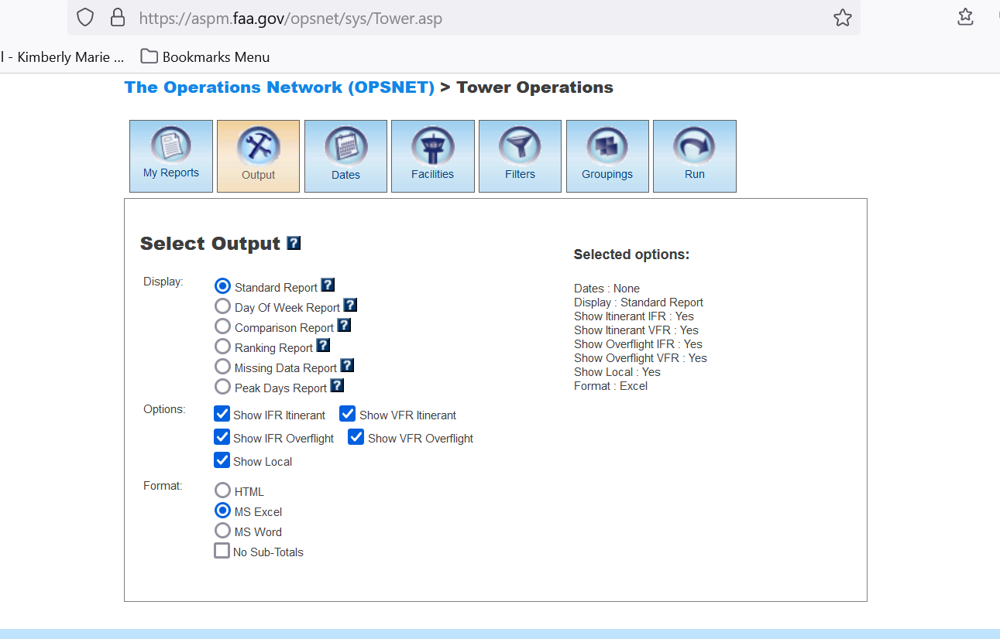 https://aspm.faa.gov/opsnet/sys/Tower.asp
l - Kimberly Marie ... Bookmarks Menu
The Operations Network (OPSNET) > Tower Operations
My Reports Output Dates Facilities Filters Groupings Run
Select Output ?
Selected options:
Display:
Standard Report ?
Day Of Week Report ?
Comparison Report ?
Ranking Report ?
Missing Data Report ?
Peak Days Report ?
Dates : None
Display : Standard Report
Show Itinerant IFR : Yes
Show Itinerant VFR : Yes
Show Overflight IFR : Yes
Show Overflight VFR : Yes
Show Local : Yes
Format : Excel
Options:
Show IFR Itinerant Show VFR Itinerant
Show IFR Overflight Show VFR Overflight
Show Local
Format:
HTML
MS Excel
MS Word
No Sub-Totals